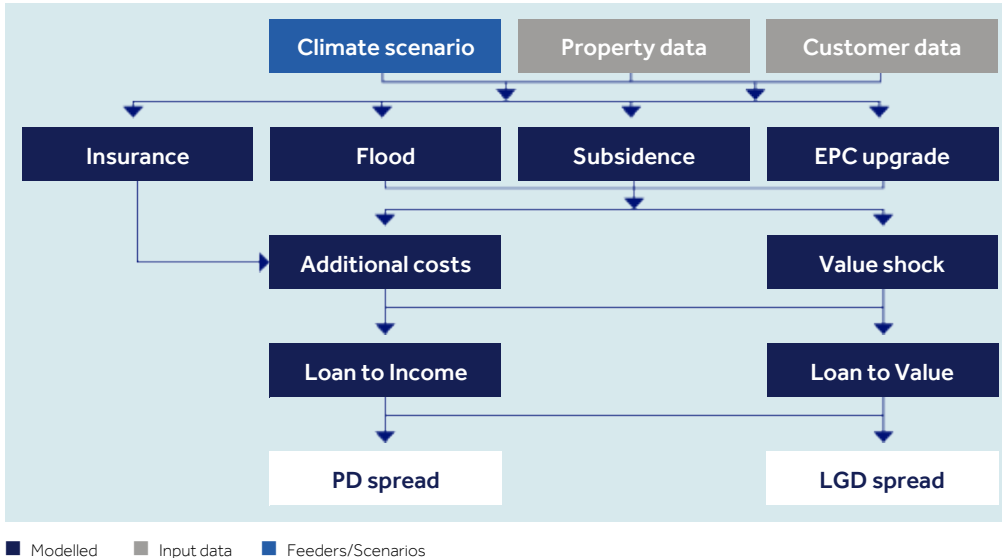 Climate scenario
Property data
Customer data
Insurance
Flood
Subsidence
EPC upgrade
Additional costs
Value shock
Loan to Income
Loan to Value
PD spread
LGD spread
Modelled
Input data
Feeders/Scenarios